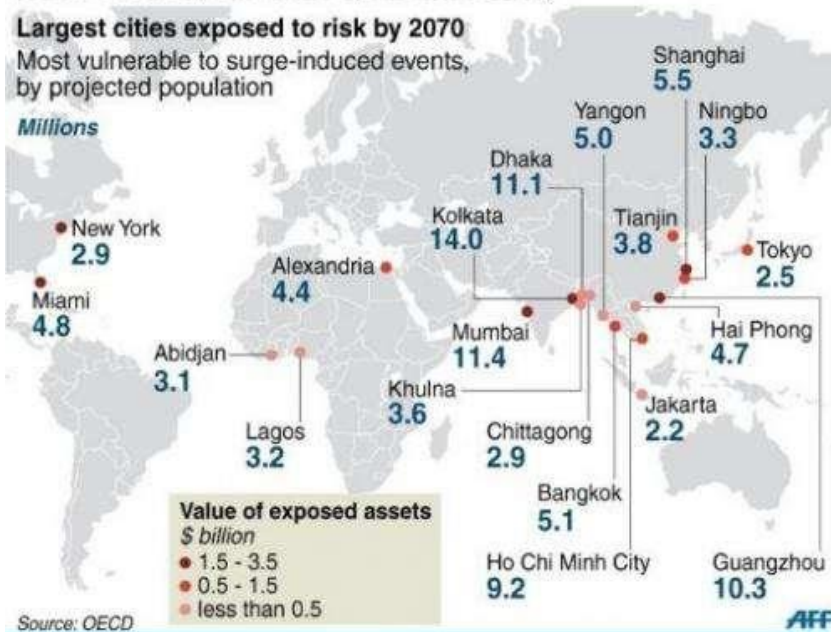 Largest cities exposed to risk by 2070
Most vulnerable to surge-induced events,
by projected population
Millions
Shanghai
5.5
Yangon
5.0
Ningbo
3.3
Dhaka
11.1
Kolkata
14.0
Tianjin
3.8
New York
2.9
Tokyo
2.5
Alexandria
4.4
Miami
4.8
Mumbai
11.4
Hai Phong
4.7
Abidjan
3.1
Khulna
3.6
Jakarta
2.2
Lagos
3.2
Chittagong
2.9
Bangkok
5.1
Ho Chi Minh City
9.2
Guangzhou
10.3
Value of exposed assets
$ billion
1.5 - 3.5
0.5 - 1.5
less than 0.5
Source: OECD
AFP